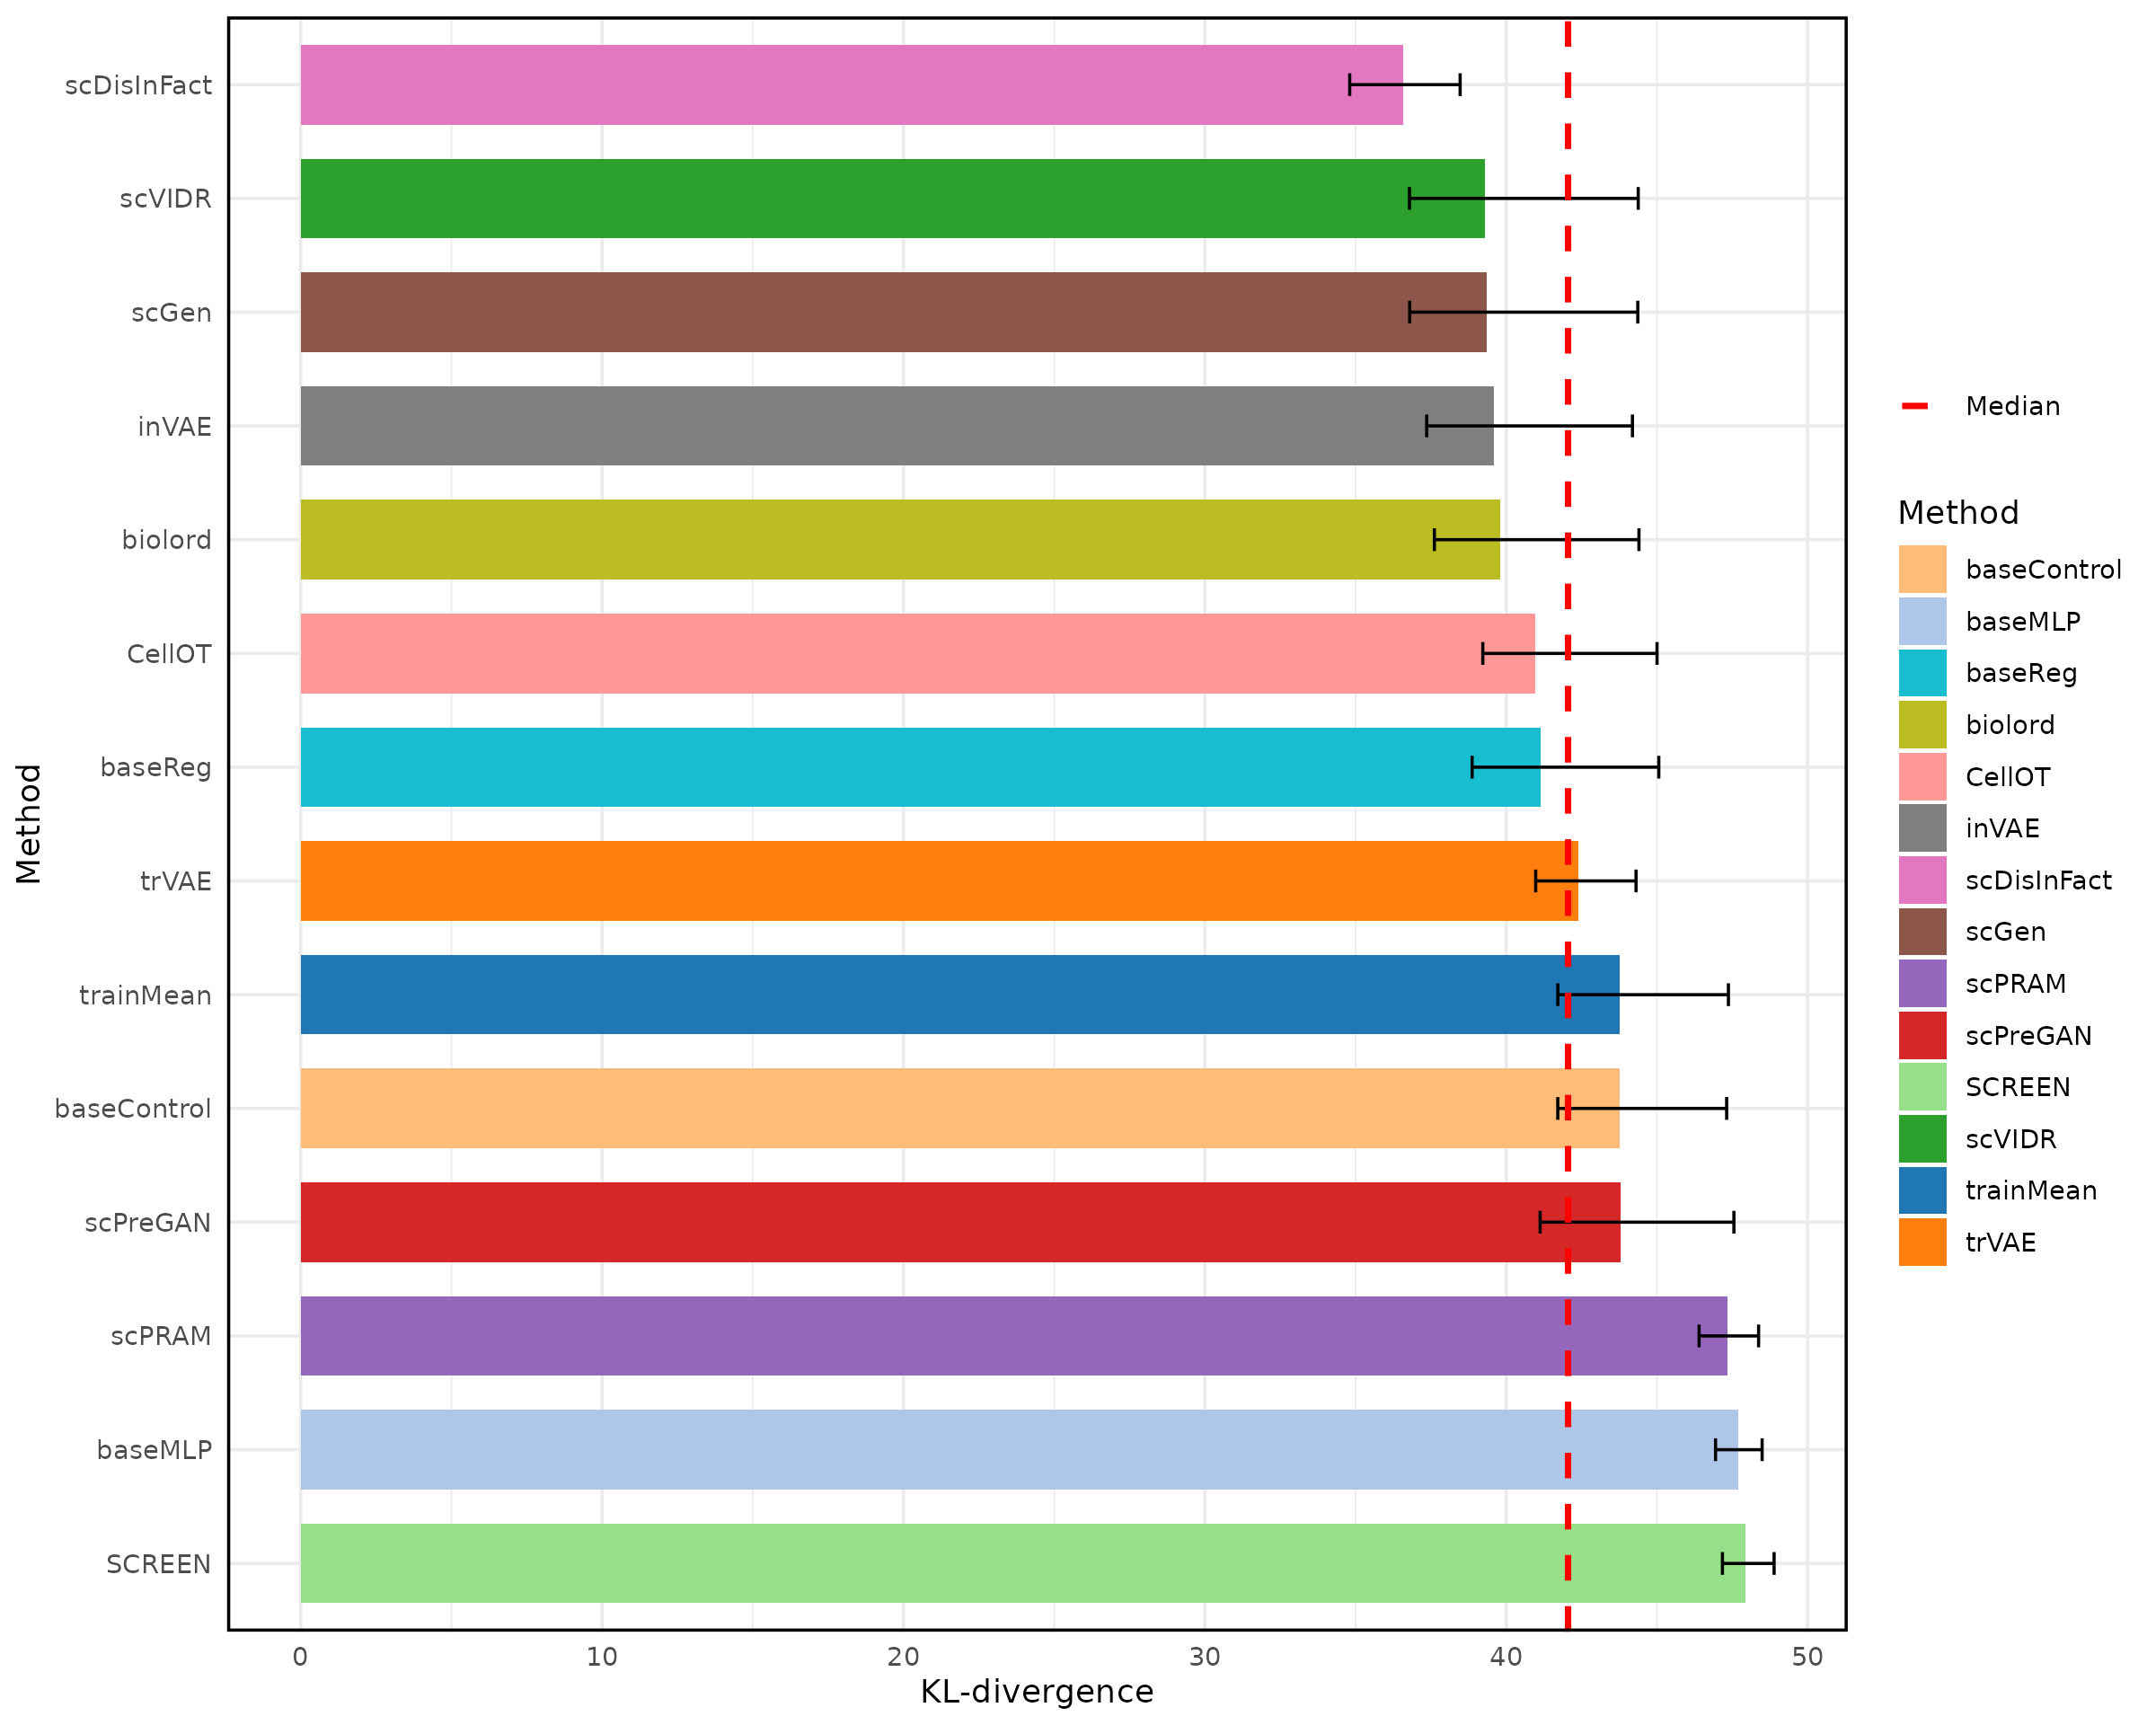 scDisInFact
scVIDR
scGen
inVAE
biolord
CellOT
baseReg
trVAE
trainMean
baseControl
scPreGAN
scPRAM
baseMLP
SCREEN
Method
0 10 20 30 40 50
KL-divergence
Median
Method
baseControl
baseMLP
baseReg
biolord
CellOT
inVAE
scDisInFact
scGen
scPRAM
scPreGAN
SCREEN
scVIDR
trainMean
trVAE